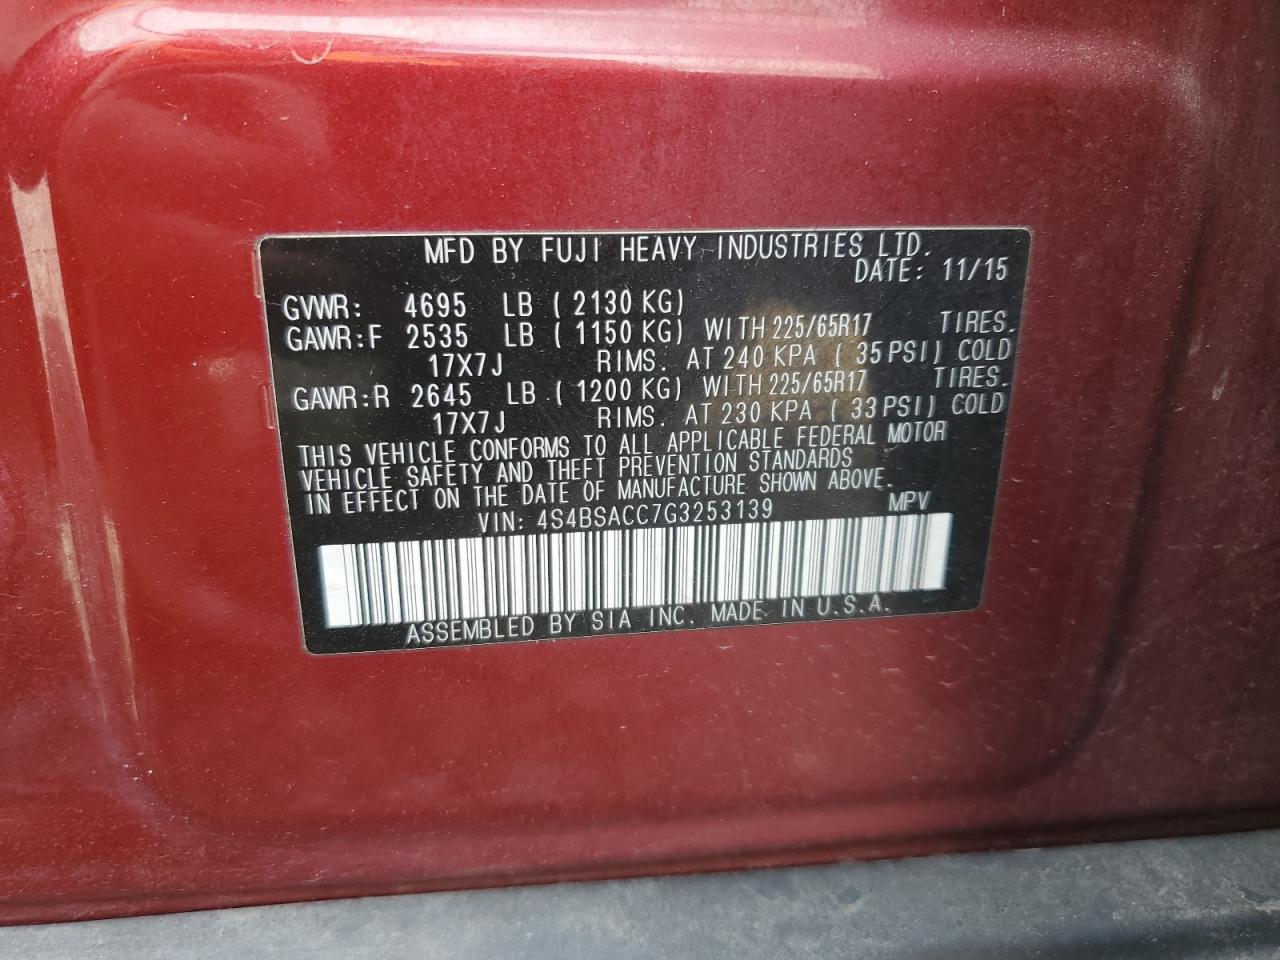 MFD BY FUJI HEAVY INDUSTRIES LTD.
DATE: 11/15
GVWR: 4695 LB ( 2130 KG)
GAWR:F 2535 LB ( 1150 KG) WITH 225/65R17 TIRES.
17X7J RIMS. AT 240 KPA ( 35 PSI) COLD
GAWR:R 2645 LB ( 1200 KG) WITH 225/65R17 TIRES.
17X7J RIMS. AT 230 KPA ( 33 PSI) COLD
THIS VEHICLE CONFORMS TO ALL APPLICABLE FEDERAL MOTOR
VEHICLE SAFETY AND THEFT PREVENTION STANDARDS
IN EFFECT ON THE DATE OF MANUFACTURE SHOWN ABOVE.
VIN: 4S4BSACC7G3253139 MPV
ASSEMBLED BY SIA INC. MADE IN U.S.A.